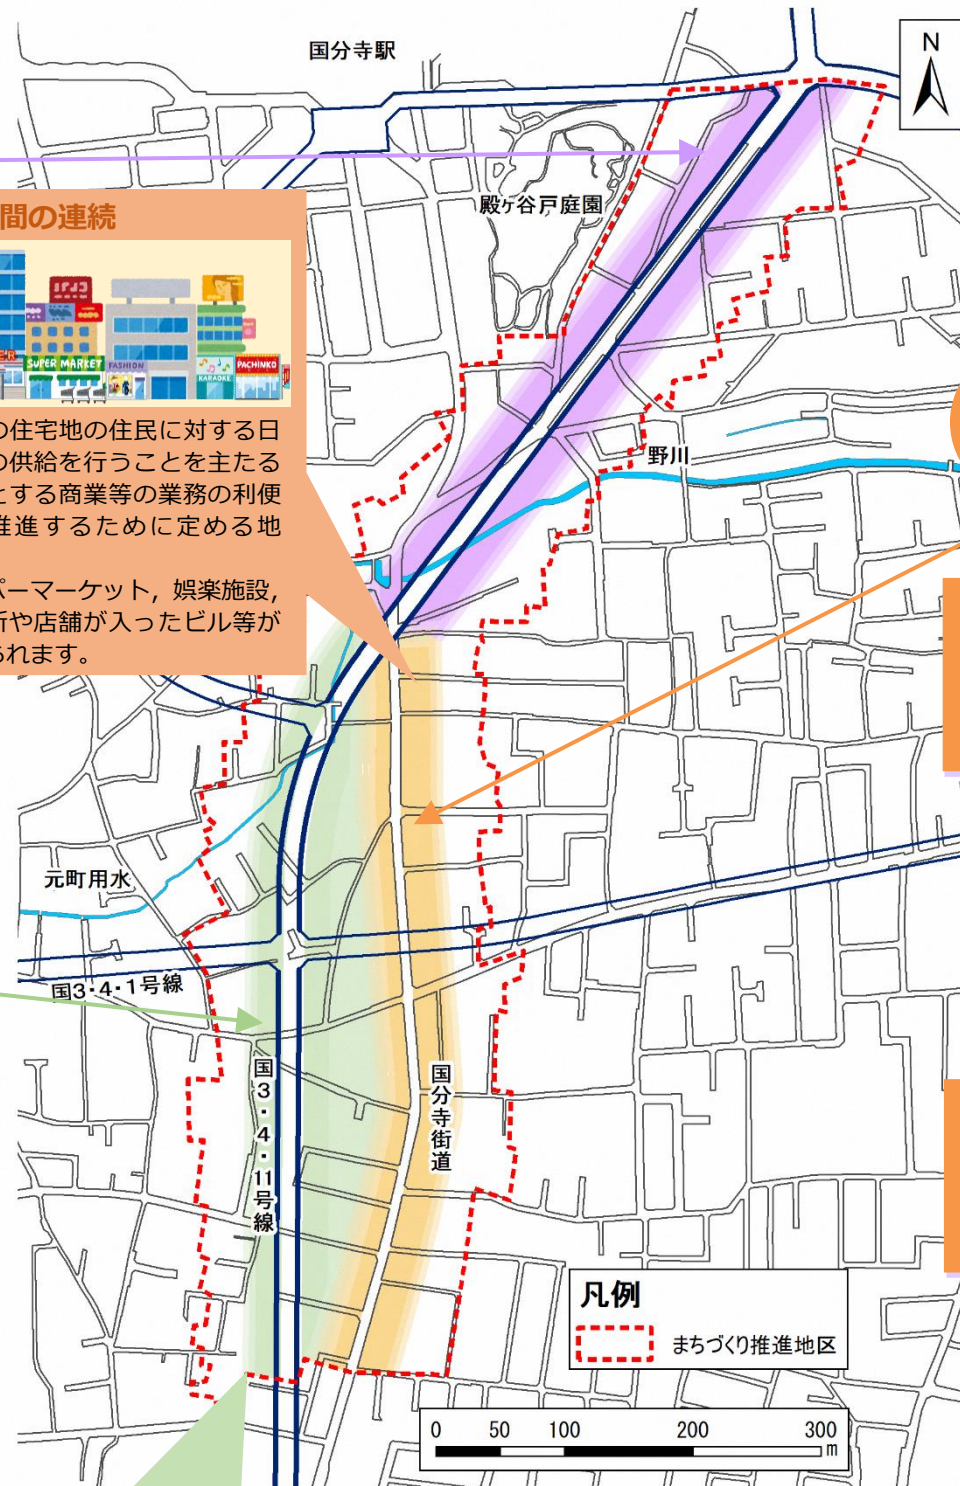 国分寺駅
N
殿ヶ谷戸庭園
間の連続
SUPER MARKET
FASHION
KARAOKE
PACHINKO
の住宅地の住民に対する日
の供給を行うことを主たる
とする商業等の業務の利便
推進するために定める地
パーマーケット，娯楽施設，
所や店舗が入ったビル等が
られます。
野川
元町用水
国3・4・1号線
国3・4・11号線
国分寺街道
凡例
まちづくり推進地区
0 50 100 200 300
m